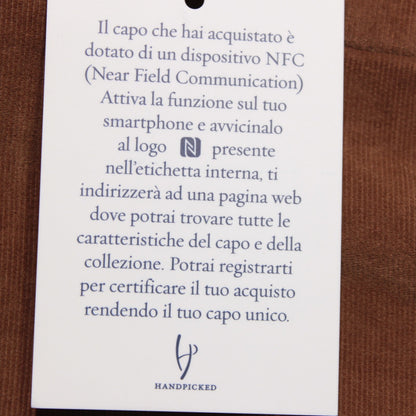 Il capo che hai acquistato è
dotato di un dispositivo NFC
(Near Field Communication)
Attiva la funzione sul tuo
smartphone e avvicinalo
al logo presente
nell'etichetta interna, ti
indirizzerà ad una pagina web
dove potrai trovare tutte le
caratteristiche del capo e della
collezione. Potrai registrarti
per certificare il tuo acquisto
rendendo il tuo capo unico.
HANDPICKED